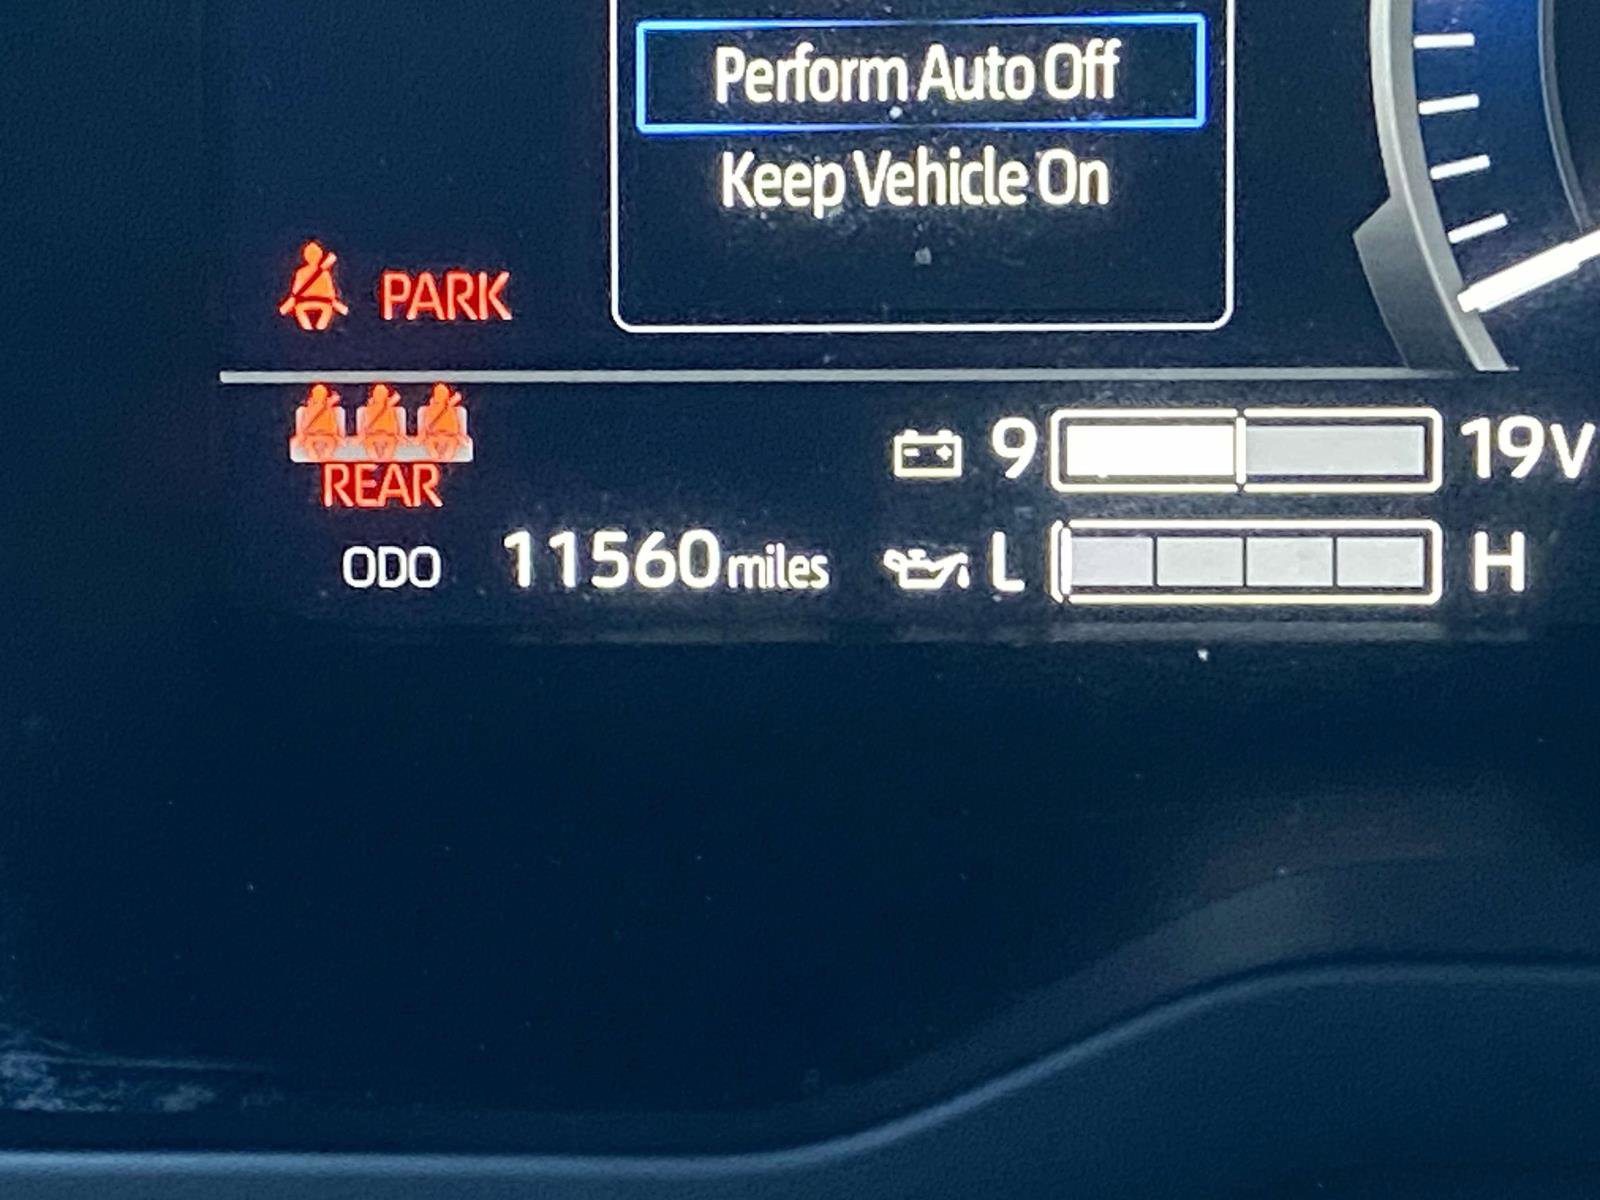 Perform Auto Off
Keep Vehicle On
PARK
REAR
9 19V
ODO 11560 miles L H